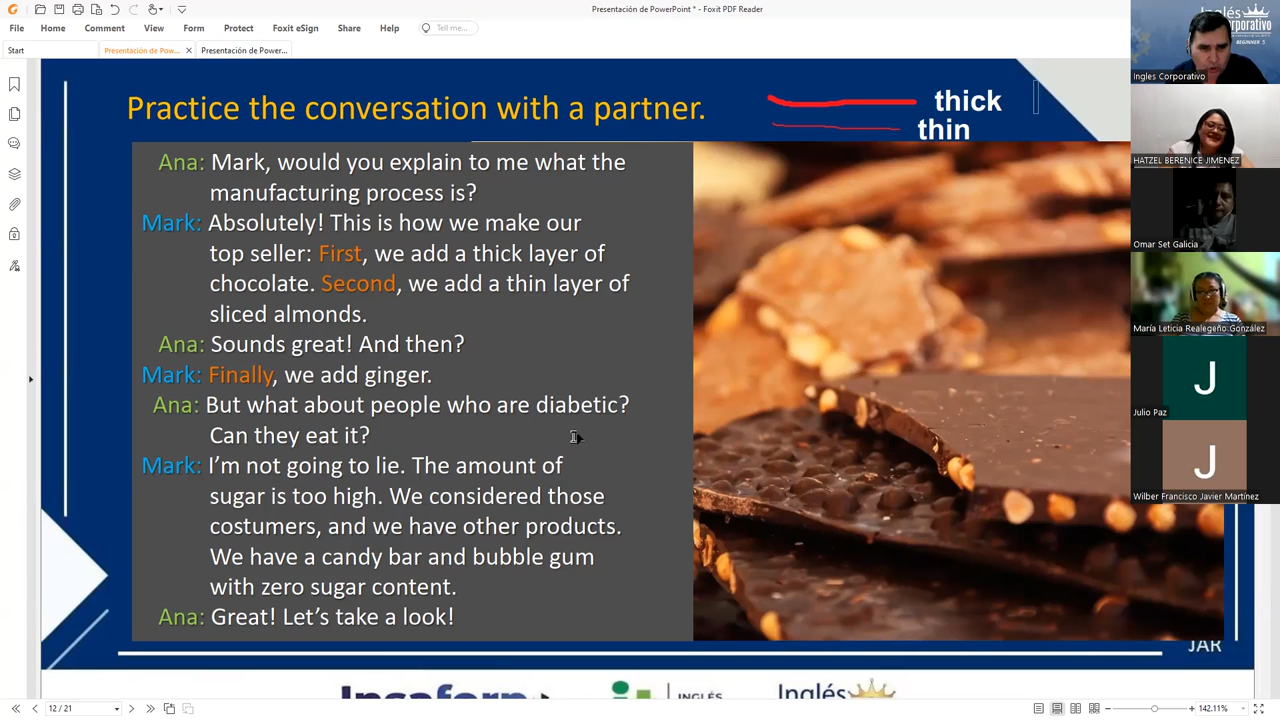 Presentación de PowerPoint * - Foxit PDF Reader
File Home Comment View Form Protect Foxit eSign Share Help Tell me...
Start Presentación de Pow... Presentación de Power...
Practice the conversation with a partner.
thick
thin
Ana: Mark, would you explain to me what the
manufacturing process is?
Mark: Absolutely! This is how we make our
top seller: First, we add a thick layer of
chocolate. Second, we add a thin layer of
sliced almonds.
Ana: Sounds great! And then?
Mark: Finally, we add ginger.
Ana: But what about people who are diabetic?
Can they eat it?
Mark: I'm not going to lie. The amount of
sugar is too high. We considered those
costumers, and we have other products.
We have a candy bar and bubble gum
with zero sugar content.
Ana: Great! Let's take a look!
JAR
INGLÉS
Inglés
12 / 21
142.11%
Inglés
BEGINNER 5
Ingles Corporativo
HATZEL BERENICE JIMENEZ
Omar Set Galicia
María Leticia Realegeño González
J
Julio Paz
J
Wilber Francisco Javier Martínez